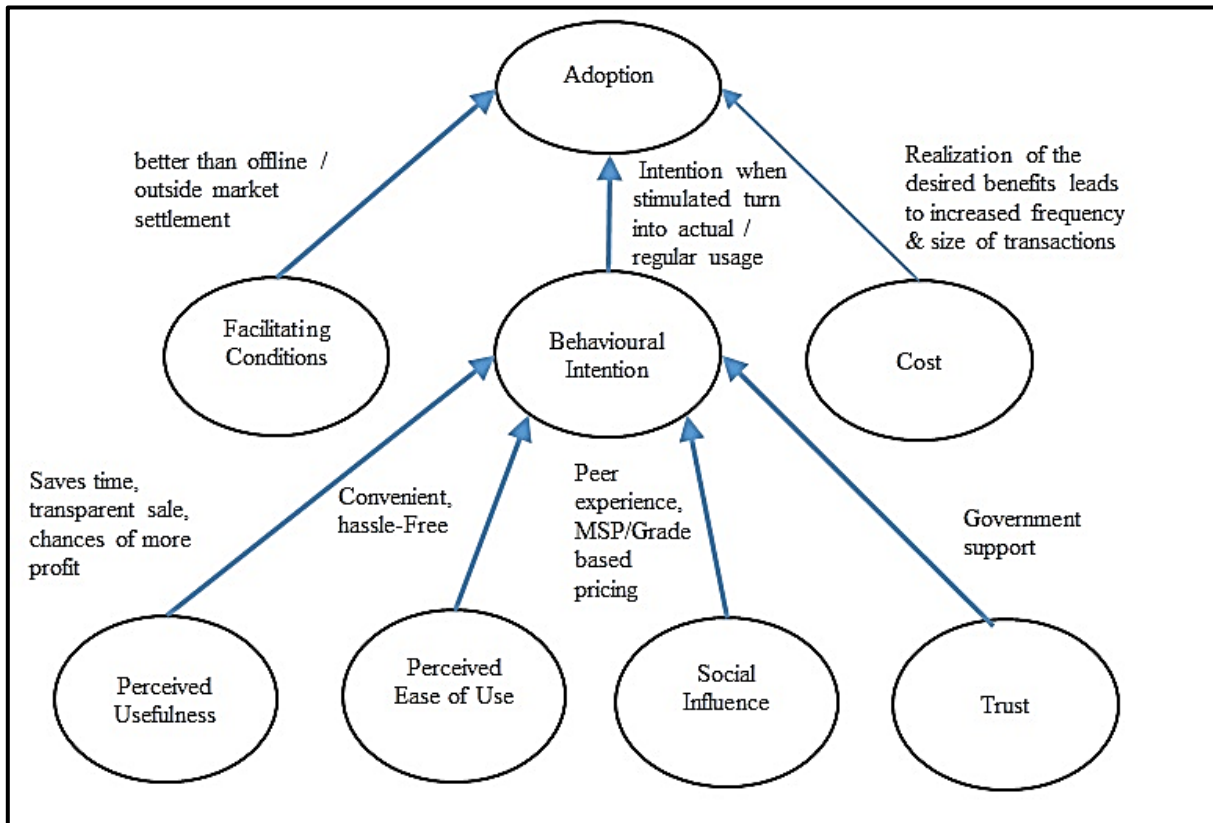 Adoption
better than offline /
outside market
settlement
Intention when
stimulated turn
into actual /
regular usage
Realization of the
desired benefits leads
to increased frequency
& size of transactions
Facilitating
Conditions
Behavioural
Intention
Cost
Saves time,
transparent sale,
chances of more
profit
Convenient,
hassle-Free
Peer
experience,
MSP/Grade
based
pricing
Government
support
Perceived
Usefulness
Perceived
Ease of Use
Social
Influence
Trust